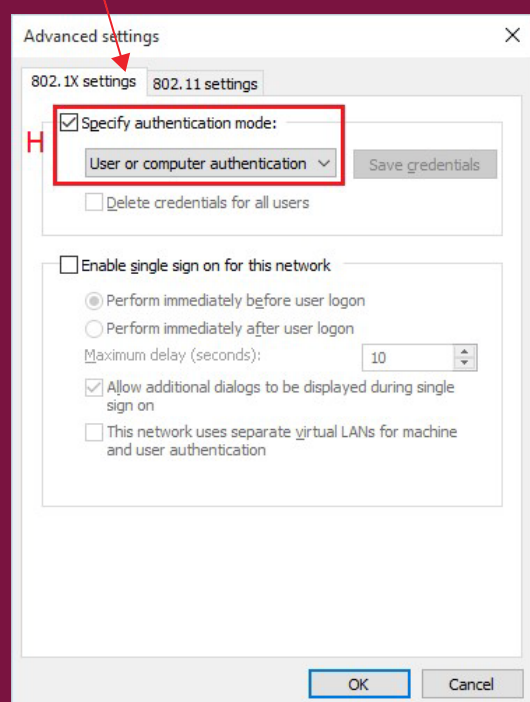 Advanced settings
802.1X settings 802.11 settings
H
Specify authentication mode:
User or computer authentication Save credentials
Delete credentials for all users
Enable single sign on for this network
Perform immediately before user logon
Perform immediately after user logon
Maximum delay (seconds): 10
Allow additional dialogs to be displayed during single
sign on
This network uses separate virtual LANs for machine
and user authentication
OK Cancel